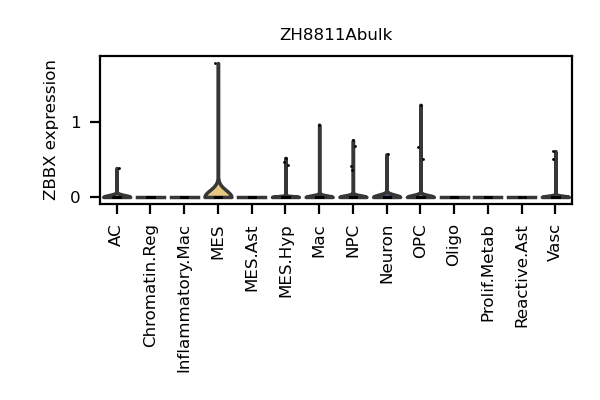 ZH8811Abulk
ZBBX expression
1
0
AC
Chromatin.Reg
Inflammatory.Mac
MES
MES.Ast
MES.Hyp
Mac
NPC
Neuron
OPC
Oligo
Prolif.Metab
Reactive.Ast
Vasc